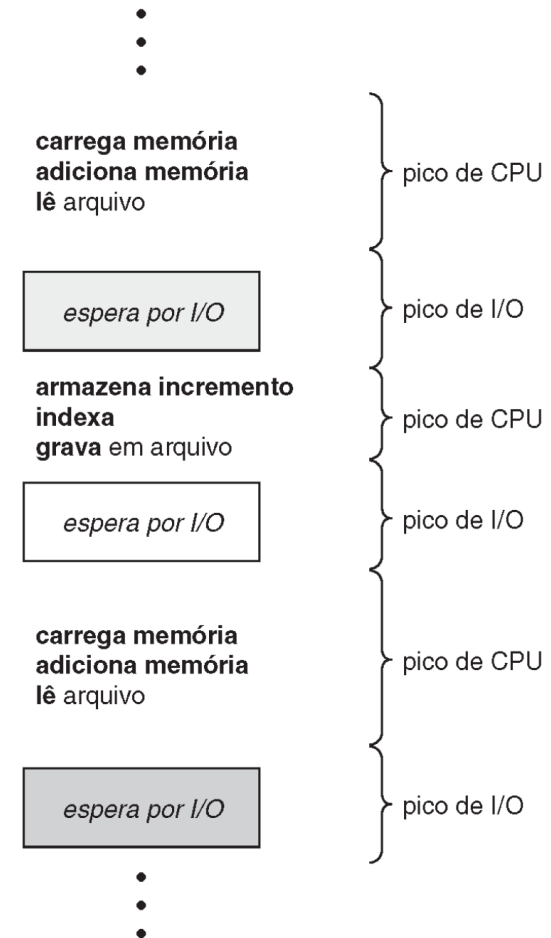 carrega memória
adiciona memória
lê arquivo
pico de CPU
espera por I/O
pico de I/O
armazena incremento
indexa
grava em arquivo
pico de CPU
espera por I/O
pico de I/O
carrega memória
adiciona memória
lê arquivo
pico de CPU
espera por I/O
pico de I/O